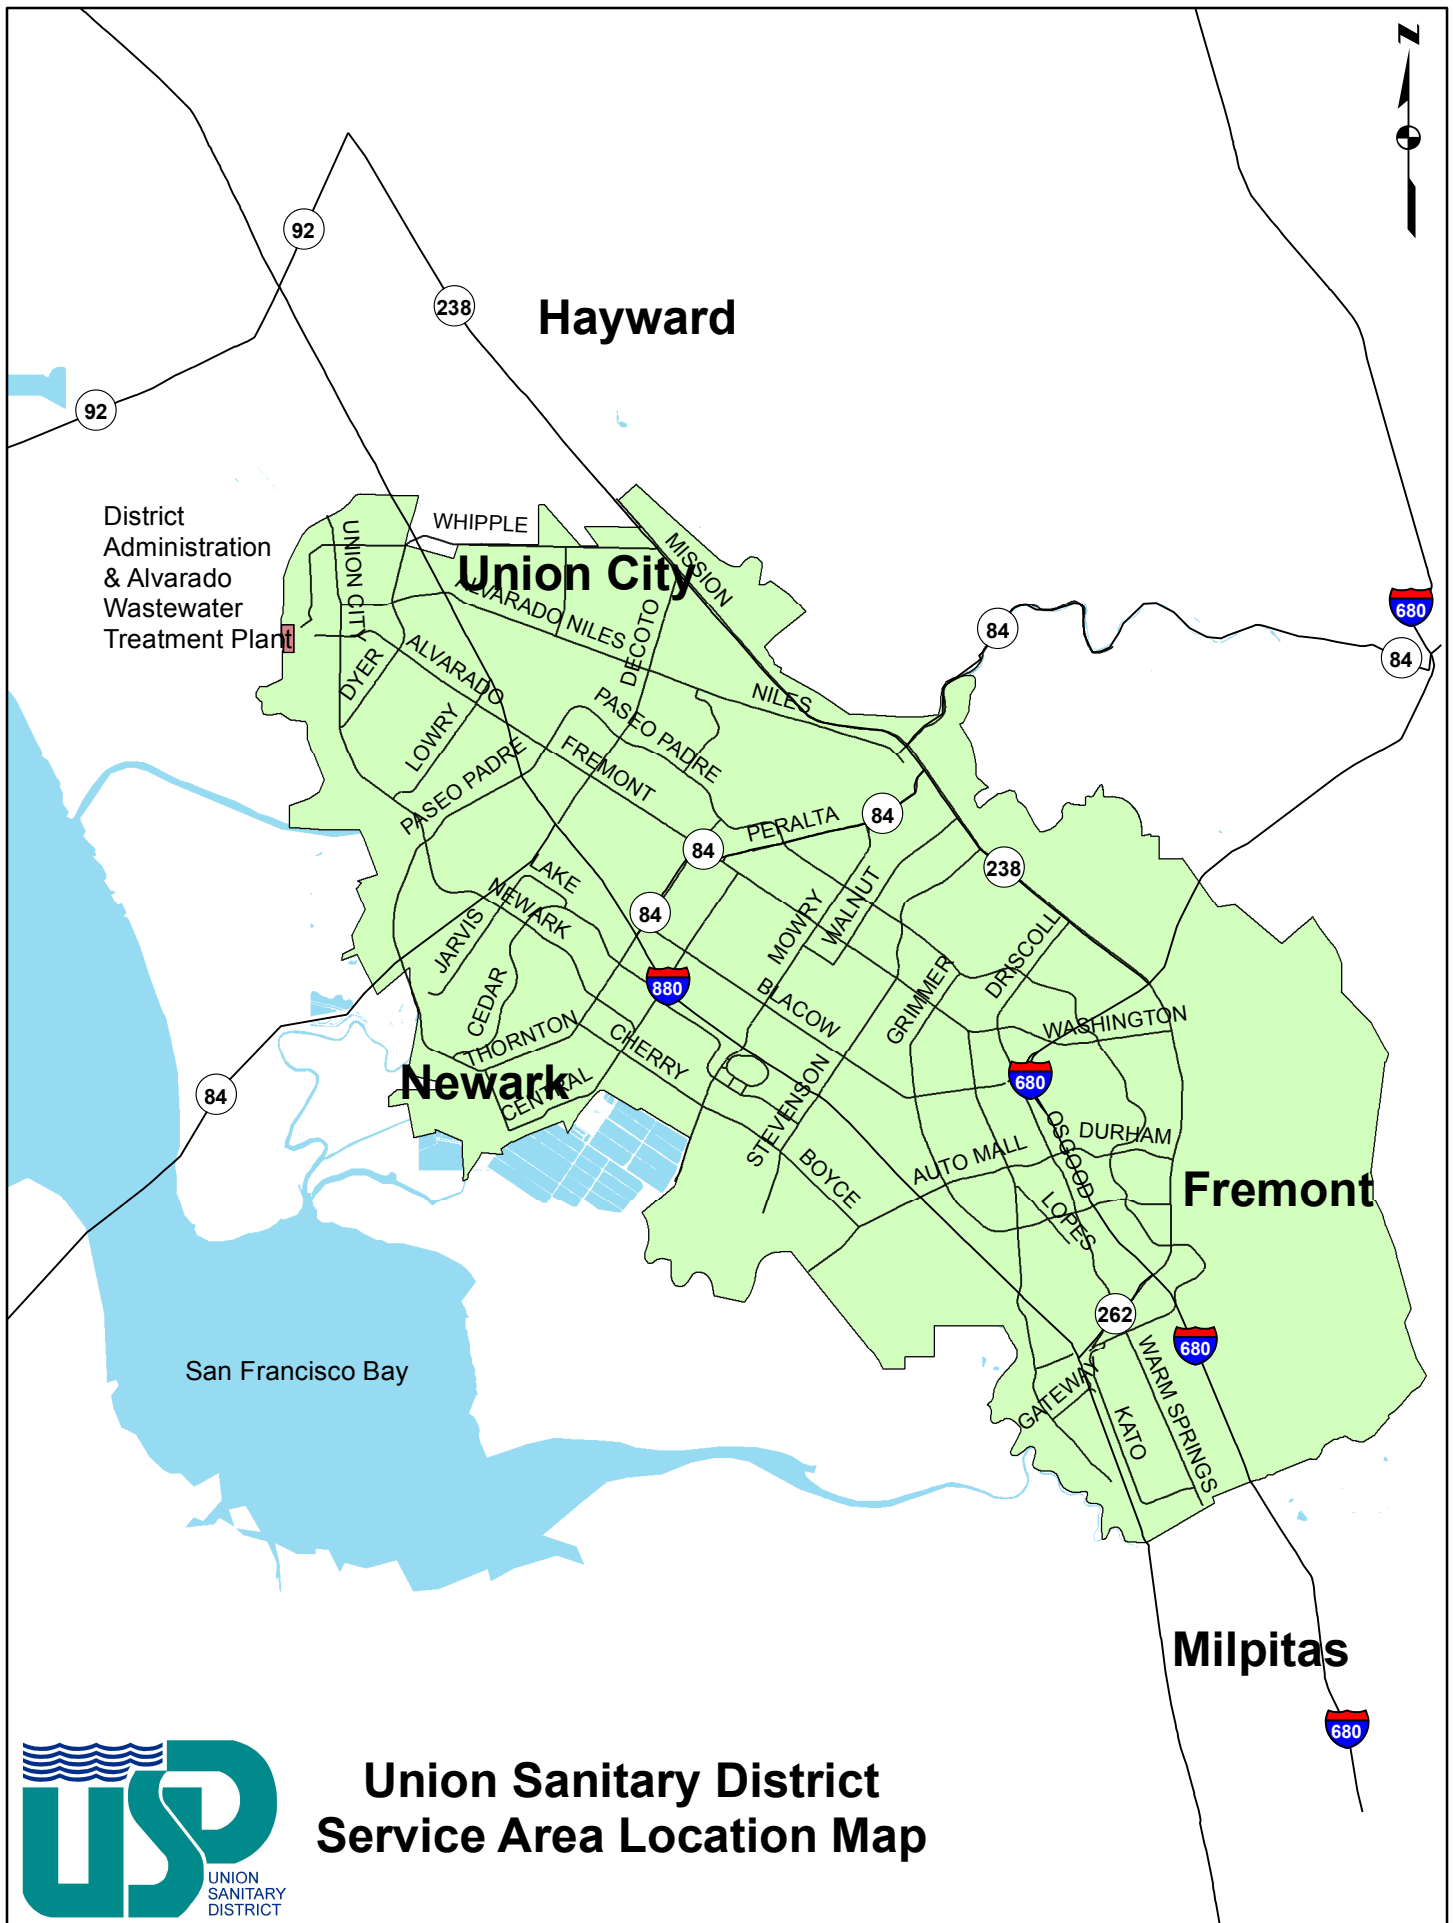 N
92
238
Hayward
92
District
Administration
& Alvarado
Wastewater
Treatment Plant
WHIPPLE
UNION CITY
Union City
MISSION
ALVARADO NILES
DECOTO
680
84
84
DYER
ALVARADO
NILES
PASEO PADRE
LOWRY
PASEO PADRE
FREMONT
PERALTA
84
84
238
LAKE
NEWARK
84
JARVIS
MOWRY
WALNUT
DRISCOLL
GRIMMER
880
CEDAR
BLACOW
THORNTON
CHERRY
WASHINGTON
Newark
CENTRAL
680
84
STEVENSON
OSGOOD
DURHAM
AUTO MALL
BOYCE
Fremont
LOPES
262
680
San Francisco Bay
GATEWAY
WARM SPRINGS
KATO
Milpitas
680
Union Sanitary District
Service Area Location Map
USD
UNION
SANITARY
DISTRICT